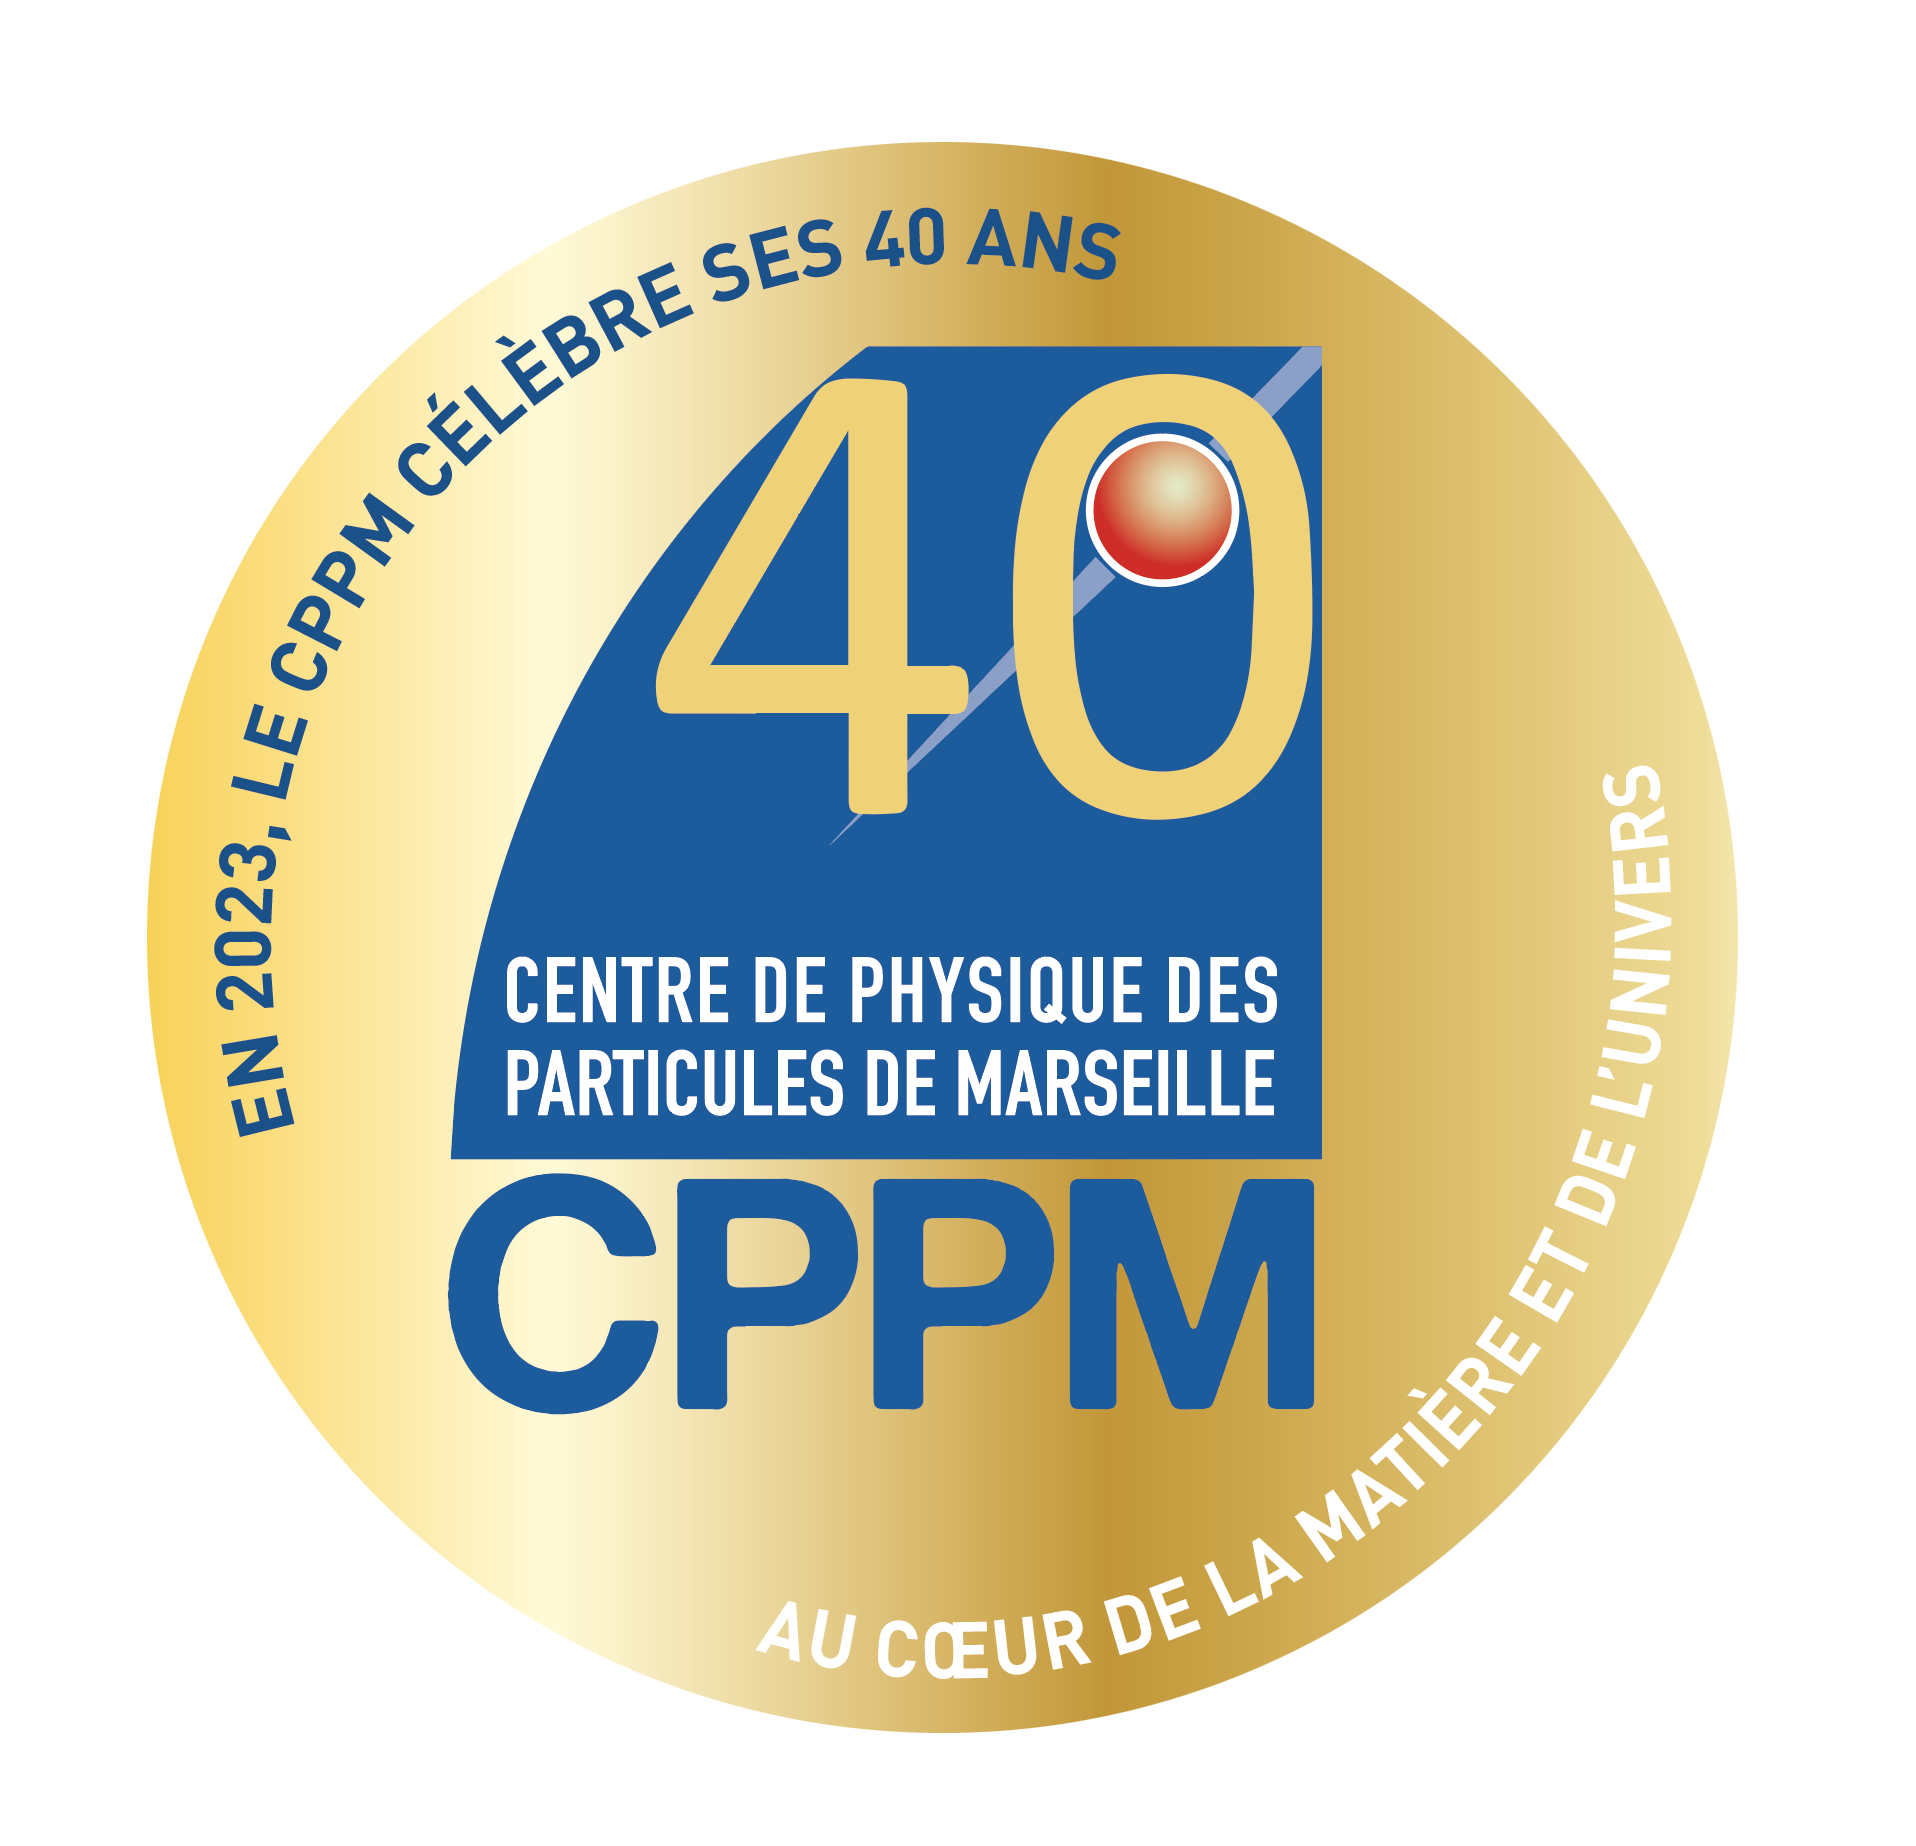 EN 2023, LE CPPM CÉLÈBRE SES 40 ANS
40
CENTRE DE PHYSIQUE DES
PARTICULES DE MARSEILLE
CPPM
AU CŒUR DE LA MATIÈRE ET DE L'UNIVERS